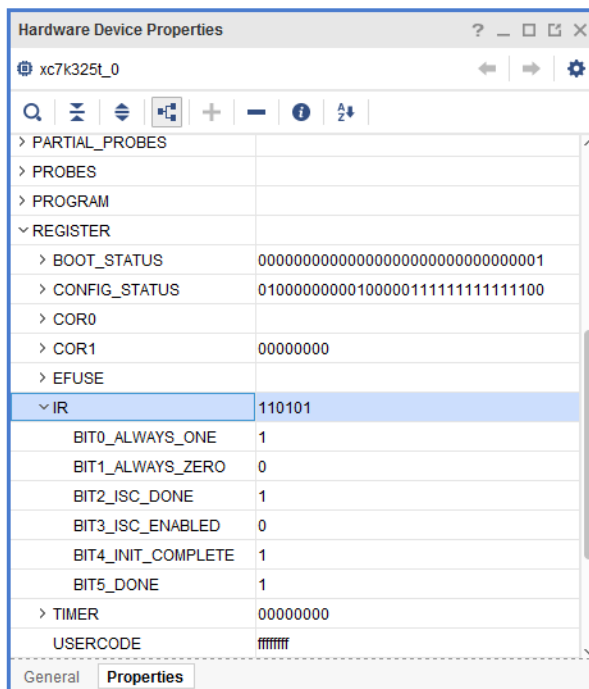 Hardware Device Properties
xc7k325t_0
PARTIAL_PROBES
PROBES
PROGRAM
REGISTER
BOOT_STATUS 00000000000000000000000000000001
CONFIG_STATUS 01000000000100000111111111111100
COR0
COR1 00000000
EFUSE
IR 110101
BIT0_ALWAYS_ONE 1
BIT1_ALWAYS_ZERO 0
BIT2_ISC_DONE 1
BIT3_ISC_ENABLED 0
BIT4_INIT_COMPLETE 1
BIT5_DONE 1
TIMER 00000000
USERCODE ffffffff
General Properties